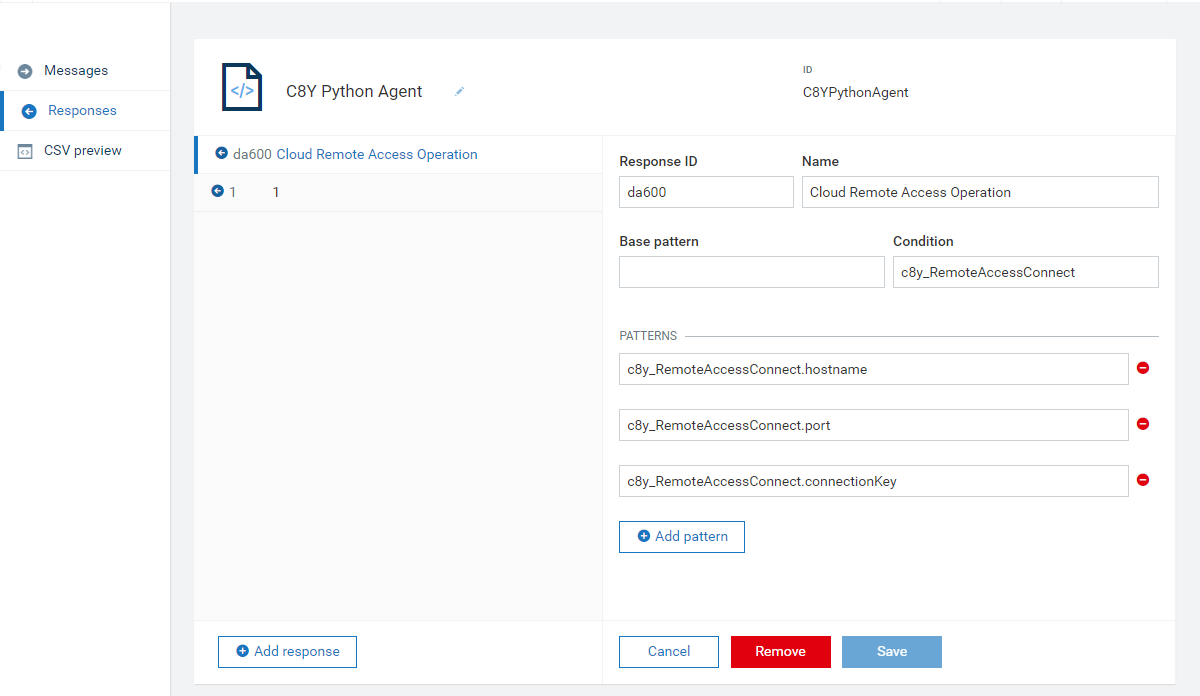 Messages
Responses
CSV preview
</>
C8Y Python Agent
ID
C8YPythonAgent
da600 Cloud Remote Access Operation
1 1
Response ID
Name
da600
Cloud Remote Access Operation
Base pattern
Condition
c8y_RemoteAccessConnect
PATTERNS
c8y_RemoteAccessConnect.hostname
c8y_RemoteAccessConnect.port
c8y_RemoteAccessConnect.connectionKey
Add pattern
Add response
Cancel
Remove
Save